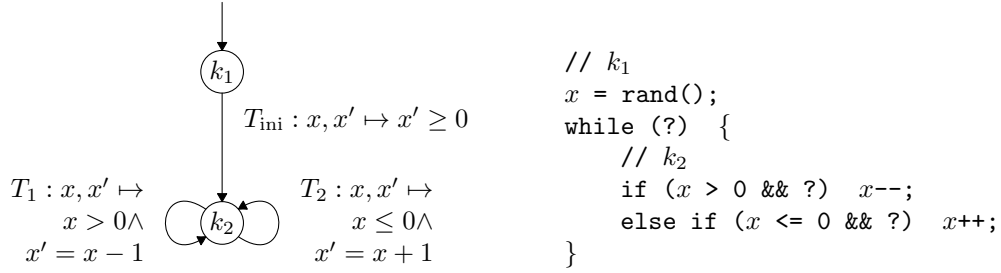 k₁
T_ini : x, x′ ↦ x′ ≥ 0
T₁ : x, x′ ↦
x > 0∧
x′ = x − 1
k₂
T₂ : x, x′ ↦
x ≤ 0∧
x′ = x + 1
// k₁
x = rand();
while (?) {
// k₂
if (x > 0 && ?) x--;
else if (x <= 0 && ?) x++;
}